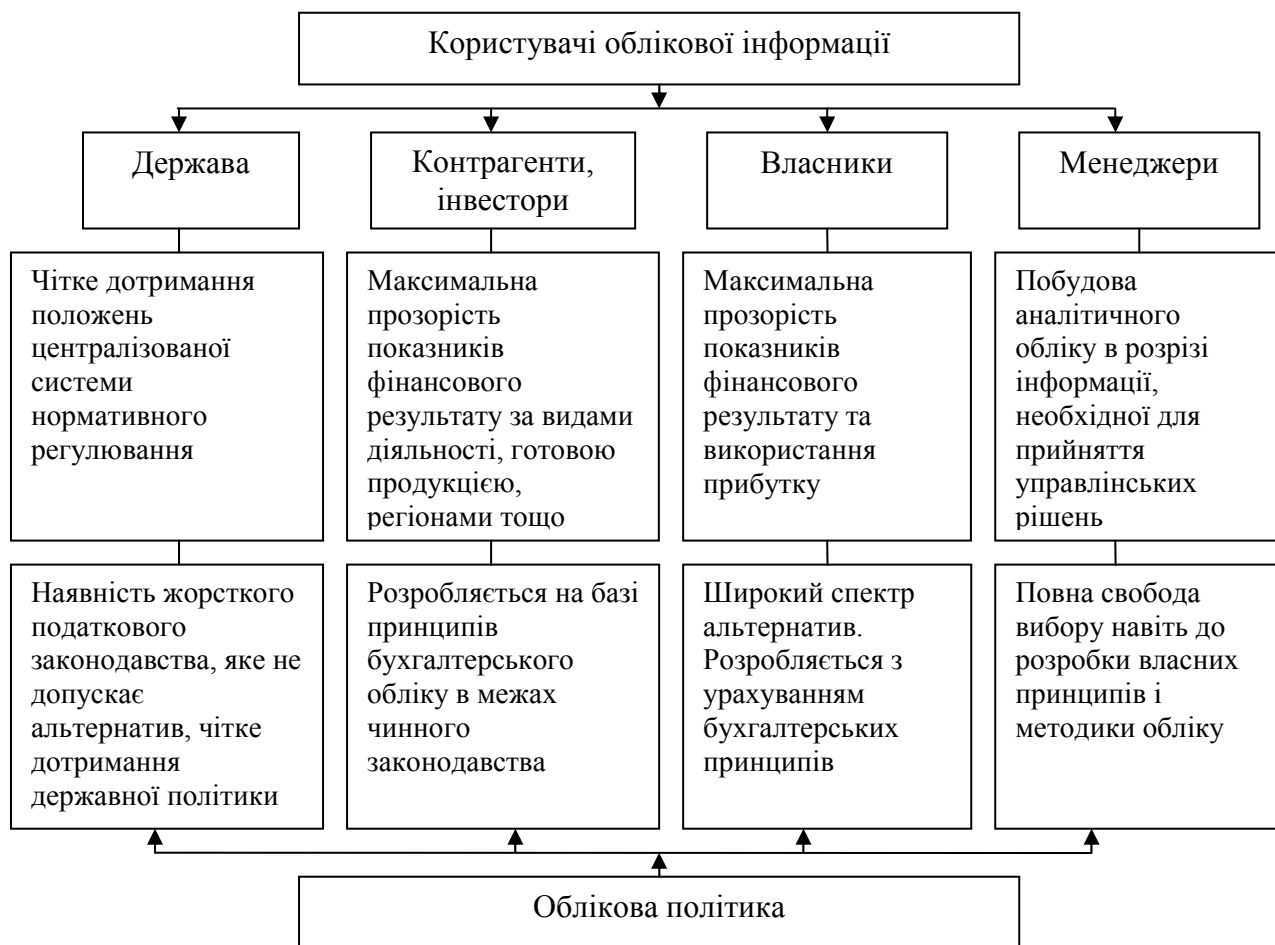 Користувачі облікової інформації
Держава
Контрагенти,
інвестори
Власники
Менеджери
Чітке дотримання
положень
централізованої
системи
нормативного
регулювання
Максимальна
прозорість
показників
фінансового
результату за видами
діяльності, готовою
продукцією,
регіонами тощо
Максимальна
прозорість
показників
фінансового
результату та
використання
прибутку
Побудова
аналітичного
обліку в розрізі
інформації,
необхідної для
прийняття
управлінських
рішень
Наявність жорсткого
податкового
законодавства, яке не
допускає
альтернатив, чітке
дотримання
державної політики
Розробляється на базі
принципів
бухгалтерського
обліку в межах
чинного
законодавства
Широкий спектр
альтернатив.
Розробляється з
урахуванням
бухгалтерських
принципів
Повна свобода
вибору навіть до
розробки власних
принципів і
методики обліку
Облікова політика